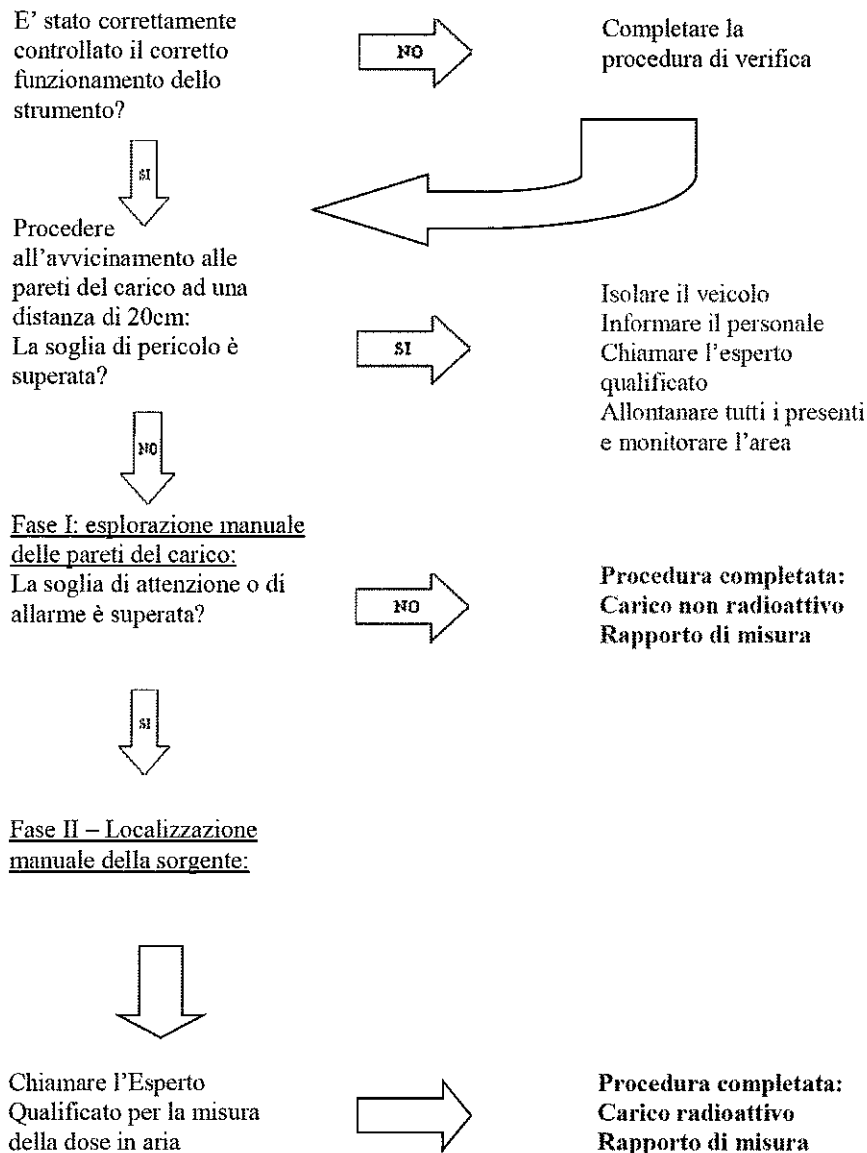 E' stato correttamente
controllato il corretto
funzionamento dello
strumento?
NO
Completare la
procedura di verifica
SI
Procedere
all'avvicinamento alle
pareti del carico ad una
distanza di 20cm:
La soglia di pericolo è
superata?
SI
Isolare il veicolo
Informare il personale
Chiamare l'esperto
qualificato
Allontanare tutti i presenti
e monitorare l'area
NO
Fase I: esplorazione manuale
delle pareti del carico:
La soglia di attenzione o di
allarme è superata?
NO
Procedura completata:
Carico non radioattivo
Rapporto di misura
SI
Fase II – Localizzazione
manuale della sorgente:
Chiamare l'Esperto
Qualificato per la misura
della dose in aria
Procedura completata:
Carico radioattivo
Rapporto di misura